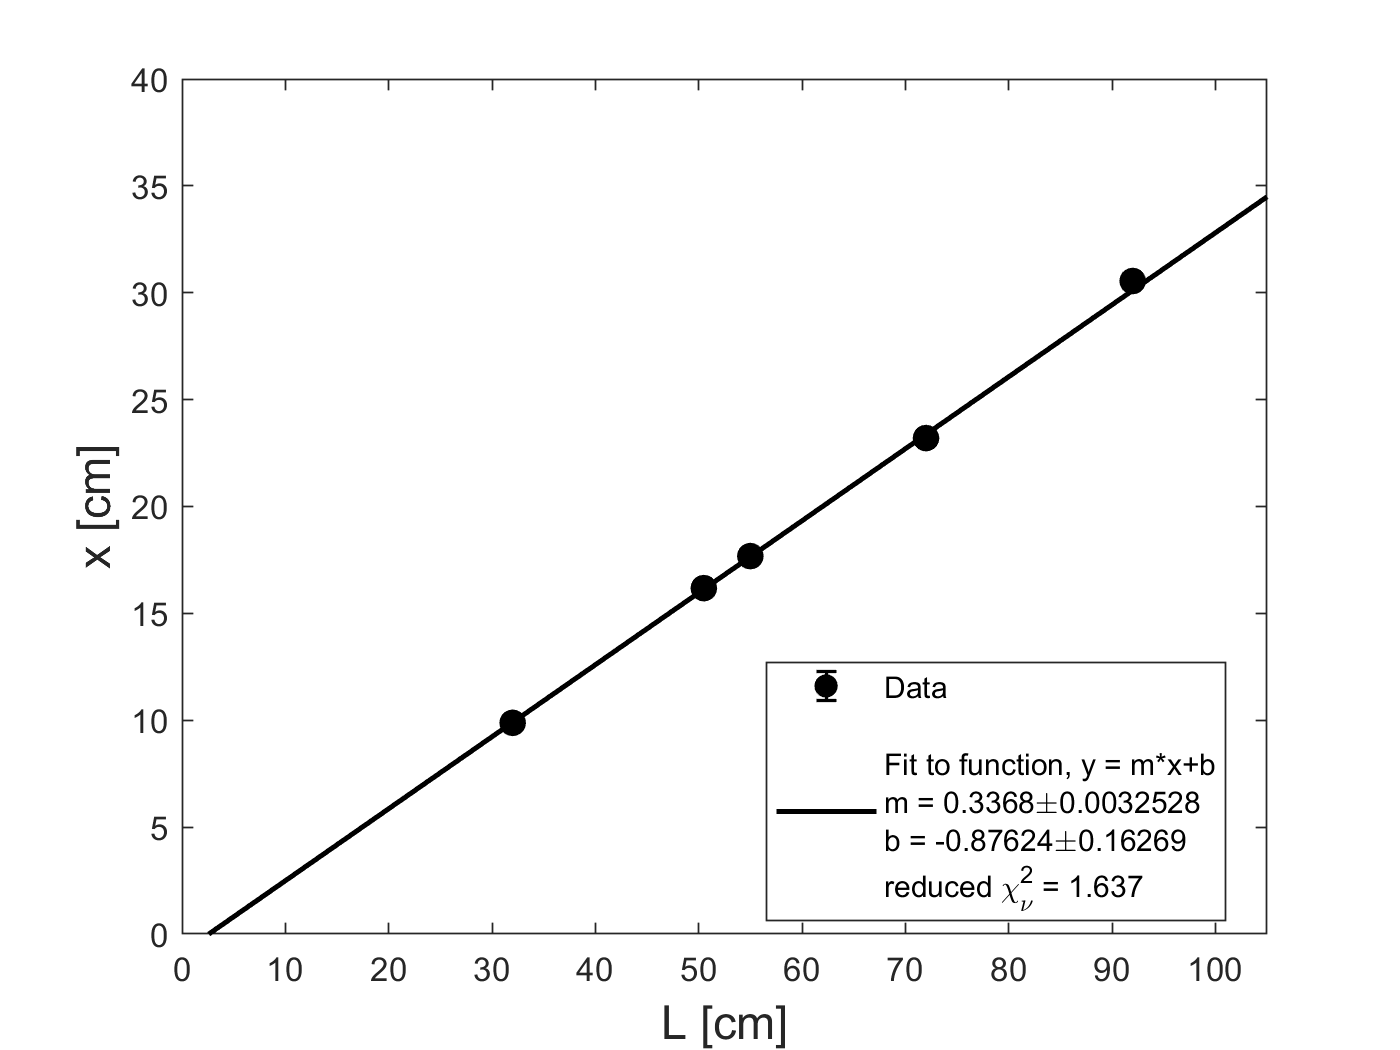 40
35
30
25
20
15
10
5
0
x [cm]
0 10 20 30 40 50 60 70 80 90 100
L [cm]
Data
Fit to function, y = m*x+b
m = 0.3368±0.0032528
b = -0.87624±0.16269
reduced χ²ᵥ = 1.637